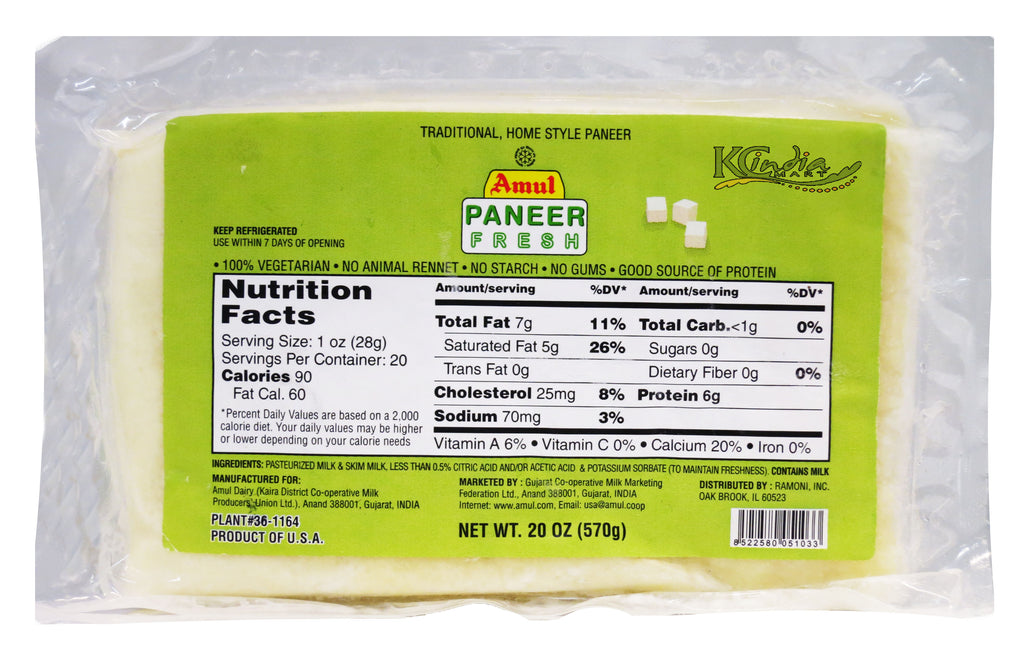 TRADITIONAL, HOME STYLE PANEER
KC india
MART
Amul
PANEER
FRESH
KEEP REFRIGERATED
USE WITHIN 7 DAYS OF OPENING
• 100% VEGETARIAN • NO ANIMAL RENNET • NO STARCH • NO GUMS • GOOD SOURCE OF PROTEIN
Nutrition
Facts
Serving Size: 1 oz (28g)
Servings Per Container: 20
Calories 90
Fat Cal. 60
*Percent Daily Values are based on a 2,000
calorie diet. Your daily values may be higher
or lower depending on your calorie needs
Amount/serving %DV* Amount/serving %DV*
Total Fat 7g 11% Total Carb.<1g 0%
Saturated Fat 5g 26% Sugars 0g
Trans Fat 0g Dietary Fiber 0g 0%
Cholesterol 25mg 8% Protein 6g
Sodium 70mg 3%
Vitamin A 6% • Vitamin C 0% • Calcium 20% • Iron 0%
INGREDIENTS: PASTEURIZED MILK & SKIM MILK, LESS THAN 0.5% CITRIC ACID AND/OR ACETIC ACID & POTASSIUM SORBATE (TO MAINTAIN FRESHNESS). CONTAINS MILK
MANUFACTURED FOR:
Amul Dairy (Kaira District Co-operative Milk
Producers' Union Ltd.), Anand 388001, Gujarat, INDIA
PLANT#36-1164
PRODUCT OF U.S.A.
MARKETED BY : Gujarat Co-operative Milk Marketing
Federation Ltd., Anand 388001, Gujarat, INDIA
Internet: www.amul.com, Email: usa@amul.coop
NET WT. 20 OZ (570g)
DISTRIBUTED BY : RAMONI, INC.
OAK BROOK, IL 60523
8 522580 051033